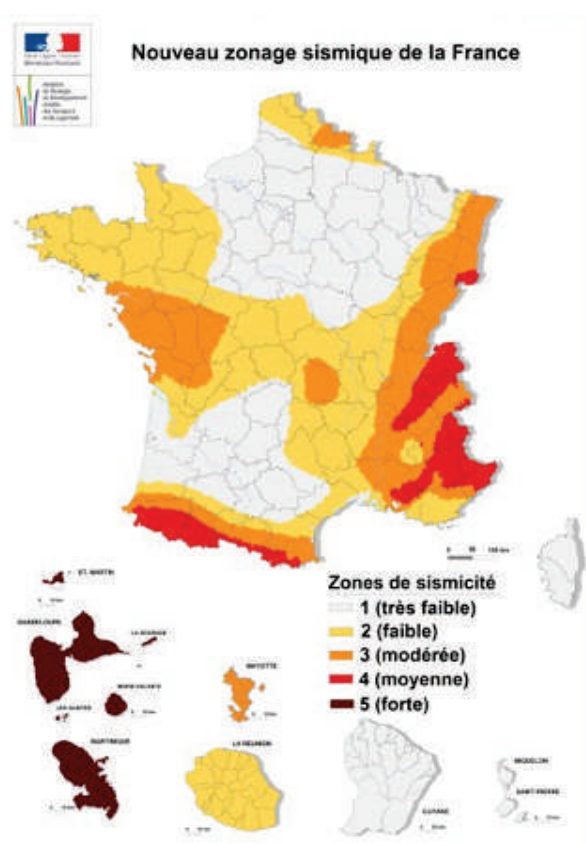 Nouveau zonage sismique de la France
Zones de sismicité
1 (très faible)
2 (faible)
3 (modérée)
4 (moyenne)
5 (forte)
ST. MARTIN
GUADELOUPE
LA DESIRADE
MARIE-GALANTE
LES SAINTES
MARTINIQUE
MAYOTTE
LA RÉUNION
GUYANE
MIQUELON
SAINT-PIERRE